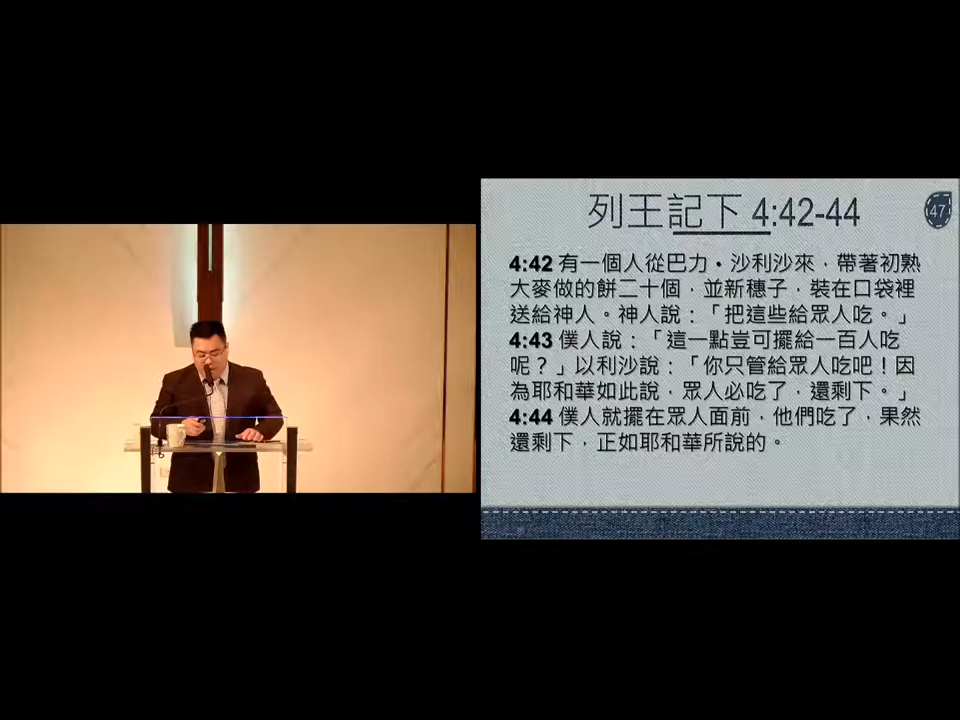 列王記下 4:42-44
47
4:42 有一個人從巴力‧沙利沙來，帶著初熟
大麥做的餅二十個，並新穗子，裝在口袋裡
送給神人。神人說：「把這些給眾人吃。」
4:43 僕人說：「這一點豈可擺給一百人吃
呢？」以利沙說：「你只管給眾人吃吧！因
為耶和華如此說，眾人必吃了，還剩下。」
4:44 僕人就擺在眾人面前，他們吃了，果然
還剩下，正如耶和華所說的。